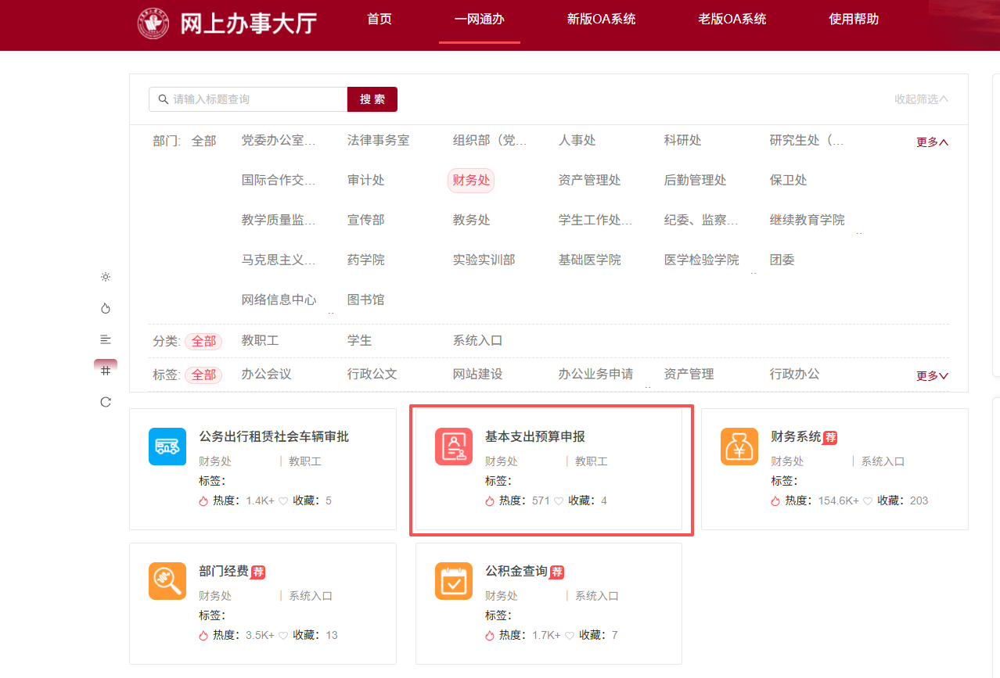 网上办事大厅 首页 一网通办 新版OA系统 老版OA系统 使用帮助
请输入标题查询 搜 索 收起筛选
部门: 全部 党委办公室... 法律事务室 组织部（党... 人事处 科研处 研究生处（... 更多
国际合作交... 审计处 财务处 资产管理处 后勤管理处 保卫处
教学质量监... 宣传部 教务处 学生工作处... 纪委、监察... 继续教育学院
马克思主义... 药学院 实验实训部 基础医学院 医学检验学院 团委
网络信息中心 图书馆
分类: 全部 教职工 学生 系统入口
标签: 全部 办公会议 行政公文 网站建设 办公业务申请 资产管理 行政办公 更多
公务出行租赁社会车辆审批
财务处 | 教职工
标签：
热度：1.4K+ 收藏：5
基本支出预算申报
财务处 | 教职工
标签：
热度：571 收藏：4
财务系统 荐
财务处 | 系统入口
标签：
热度：154.6K+ 收藏：203
部门经费 荐
财务处 | 系统入口
标签：
热度：3.5K+ 收藏：13
公积金查询 荐
财务处 | 系统入口
标签：
热度：1.7K+ 收藏：7